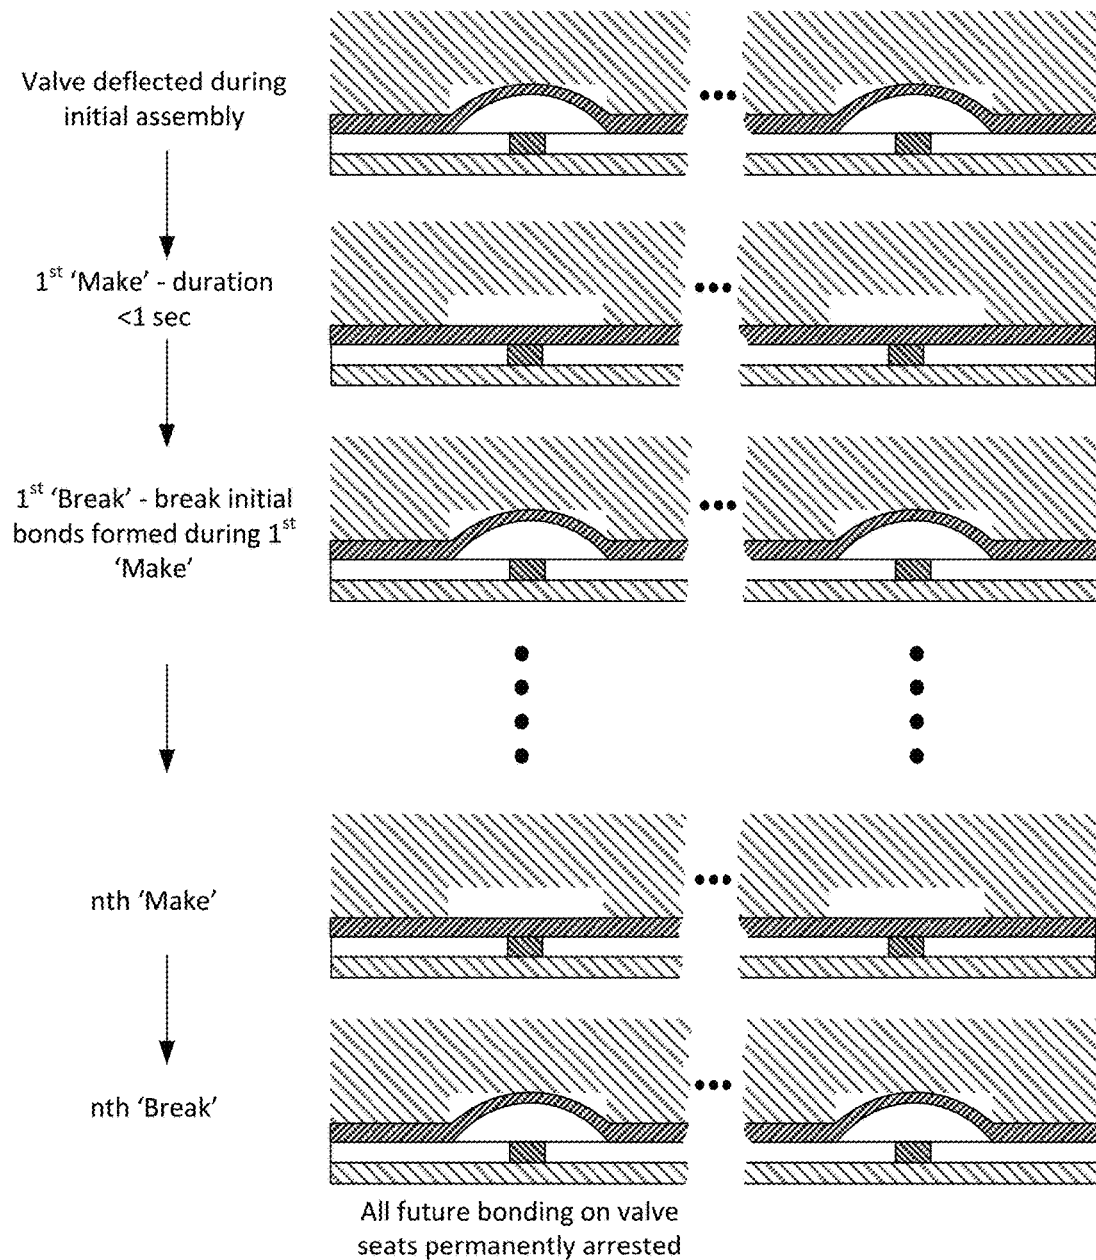 Valve deflected during
initial assembly
1st ‘Make’ - duration
<1 sec
1st ‘Break’ - break initial
bonds formed during 1st
‘Make’
nth ‘Make’
nth ‘Break’
All future bonding on valve
seats permanently arrested